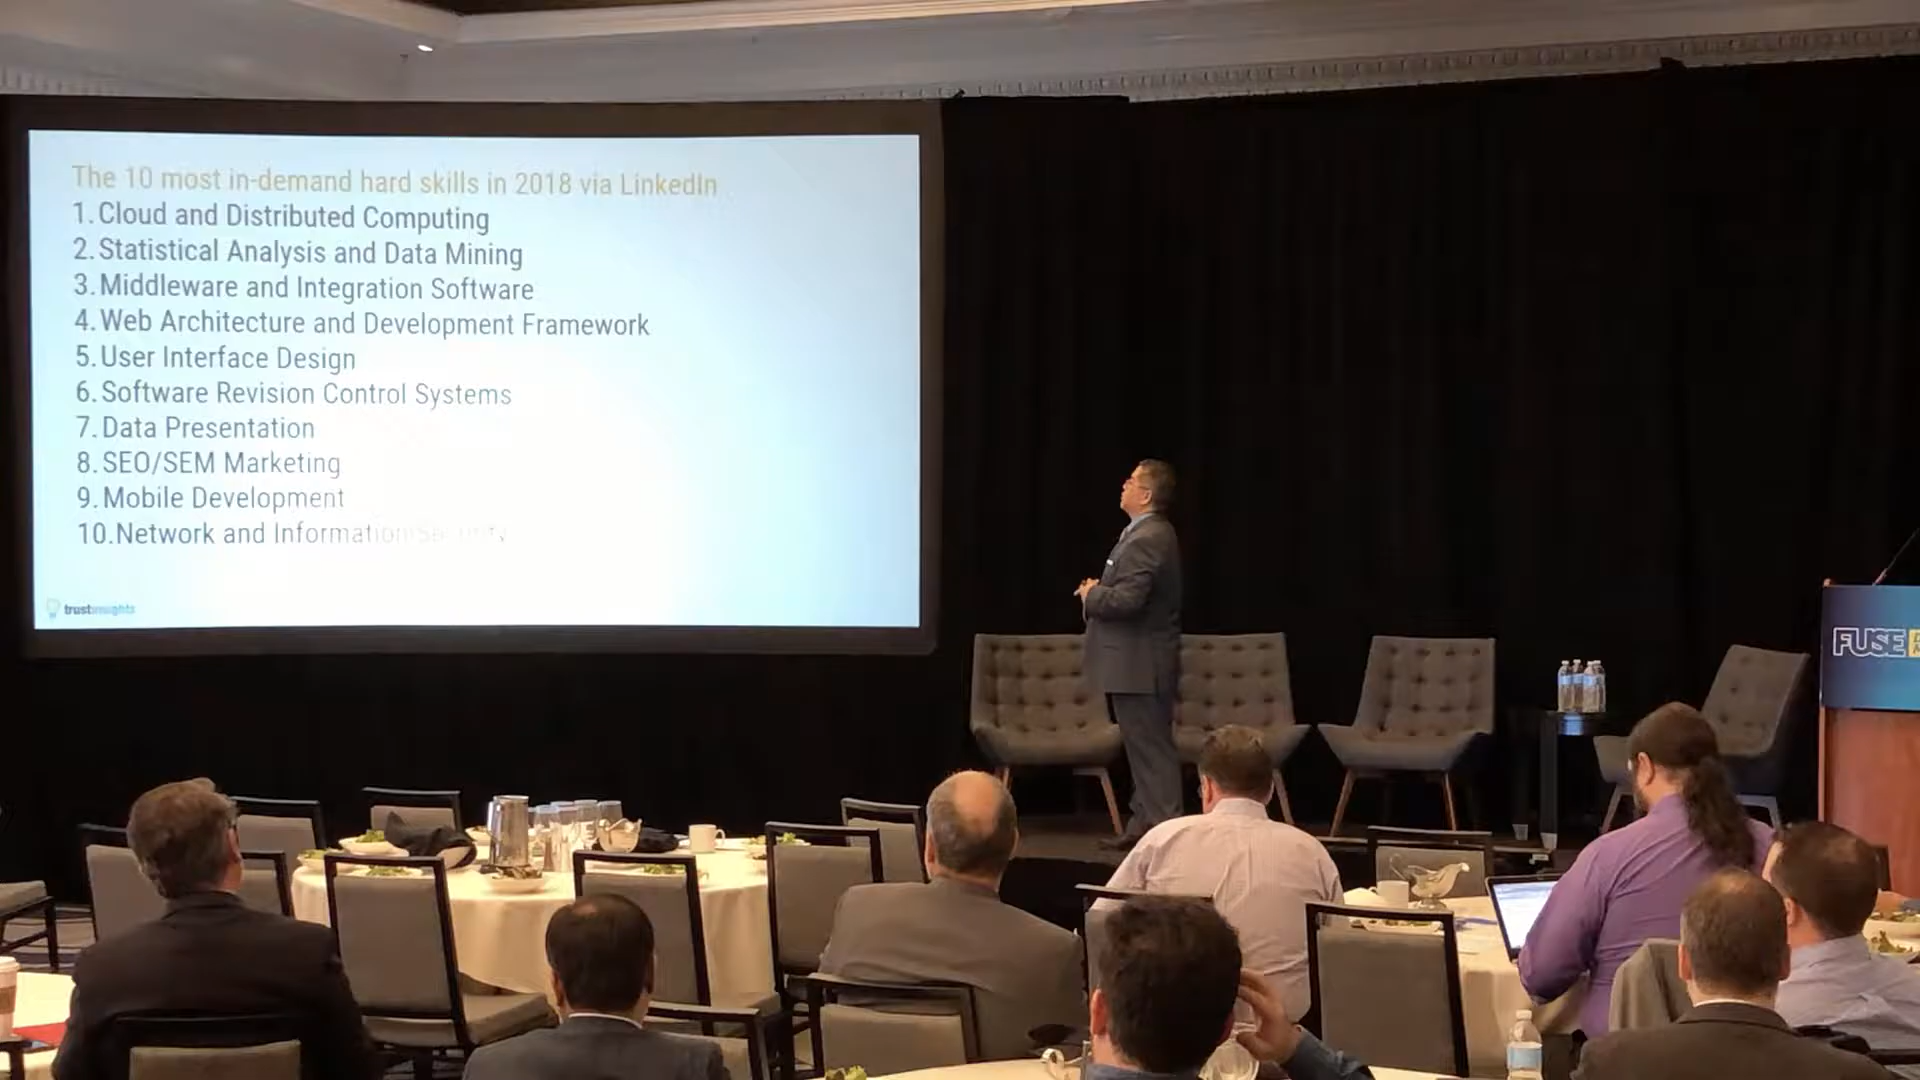 The 10 most in-demand hard skills in 2018 via LinkedIn
1. Cloud and Distributed Computing
2. Statistical Analysis and Data Mining
3. Middleware and Integration Software
4. Web Architecture and Development Framework
5. User Interface Design
6. Software Revision Control Systems
7. Data Presentation
8. SEO/SEM Marketing
9. Mobile Development
10. Network and Information Security
trustinsights
FUSE